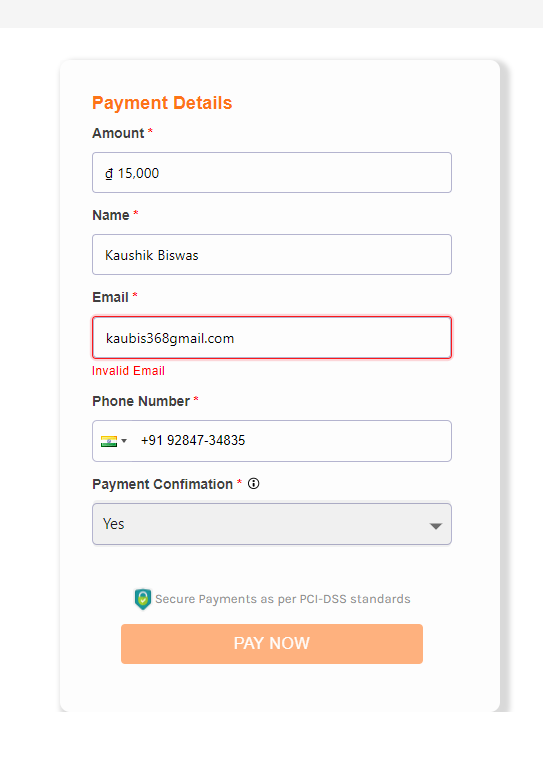 Payment Details
Amount *
₫ 15,000
Name *
Kaushik Biswas
Email *
kaubis368gmail.com
Invalid Email
Phone Number *
+91 92847-34835
Payment Confimation *
Yes
Secure Payments as per PCI-DSS standards
PAY NOW